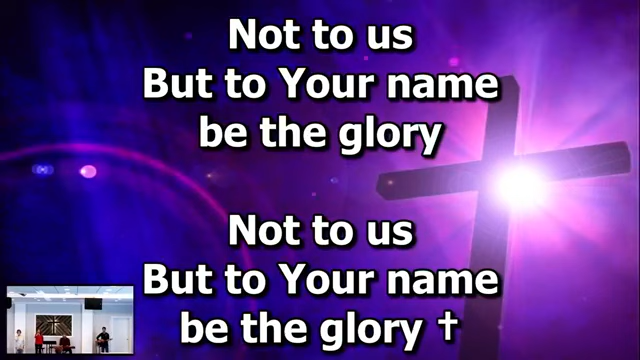 Not to us
But to Your name
be the glory
Not to us
But to Your name
be the glory †